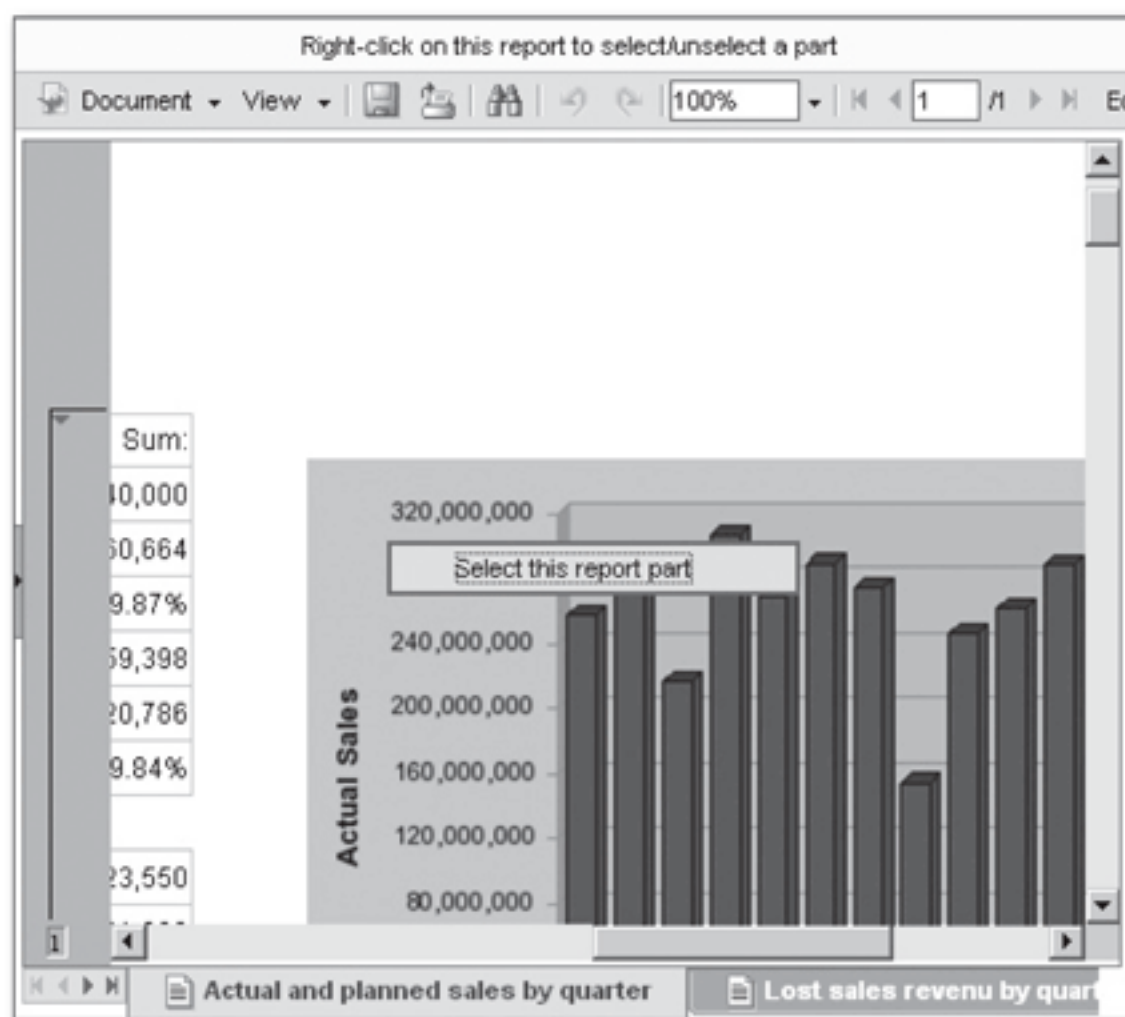 Right-click on this report to select/unselect a part
Document View 100% 1 /1
Sum:
40,000
60,664
9.87%
59,398
20,786
9.84%
23,550
320,000,000
Select this report part
240,000,000
200,000,000
160,000,000
120,000,000
80,000,000
Actual Sales
1
Actual and planned sales by quarter
Lost sales revenu by quart